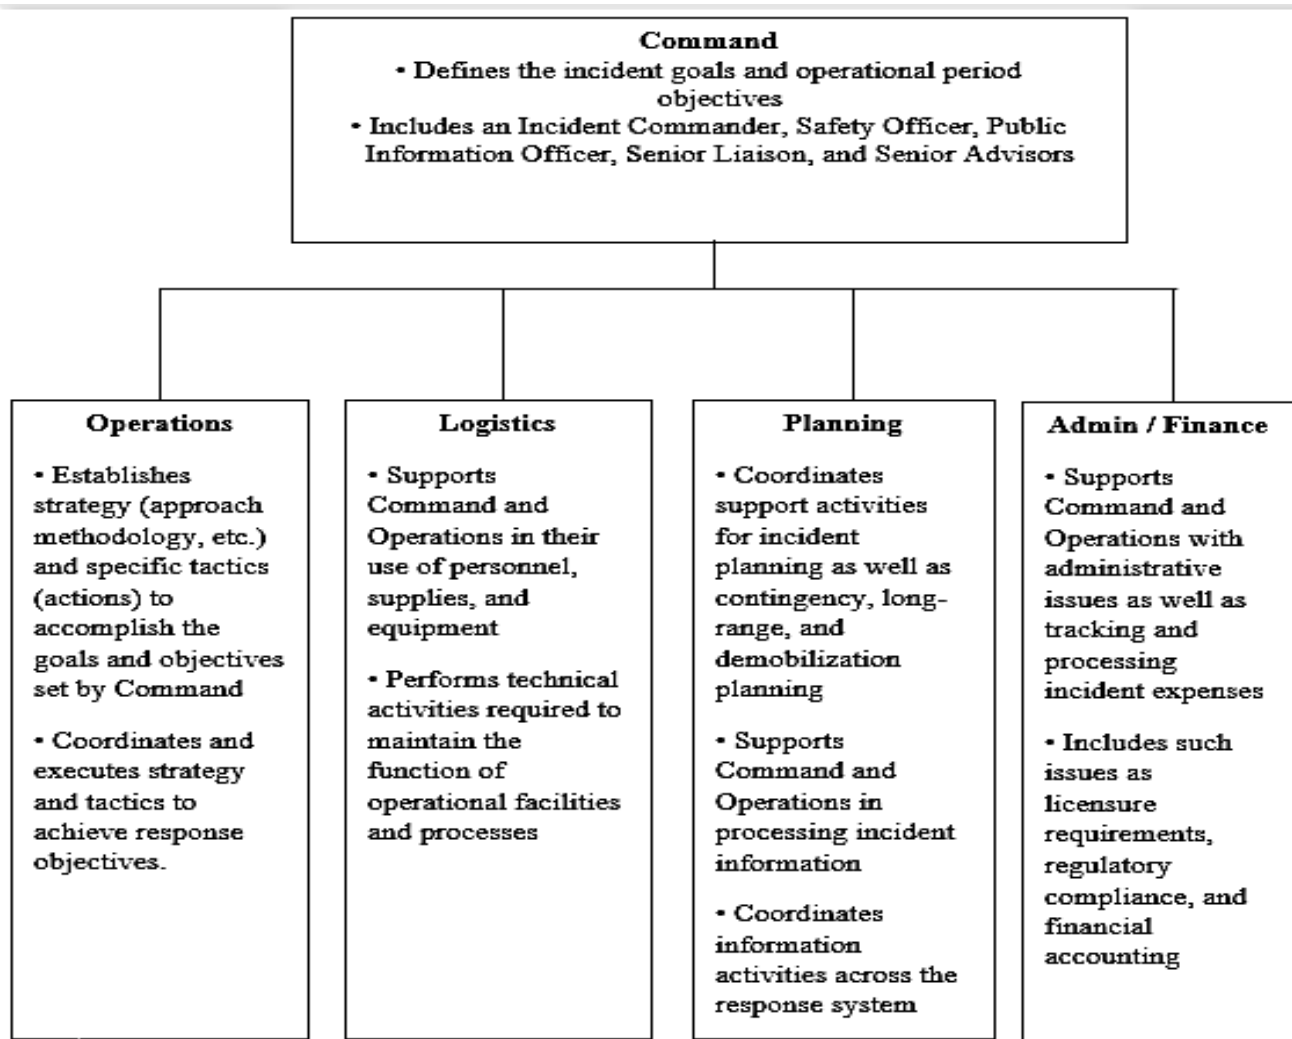 Command
• Defines the incident goals and operational period
objectives
• Includes an Incident Commander, Safety Officer, Public
Information Officer, Senior Liaison, and Senior Advisors
Operations
• Establishes
strategy (approach
methodology, etc.)
and specific tactics
(actions) to
accomplish the
goals and objectives
set by Command
• Coordinates and
executes strategy
and tactics to
achieve response
objectives.
Logistics
• Supports
Command and
Operations in their
use of personnel,
supplies, and
equipment
• Performs technical
activities required to
maintain the
function of
operational facilities
and processes
Planning
• Coordinates
support activities
for incident
planning as well as
contingency, long-
range, and
demobilization
planning
• Supports
Command and
Operations in
processing incident
information
• Coordinates
information
activities across the
response system
Admin / Finance
• Supports
Command and
Operations with
administrative
issues as well as
tracking and
processing
incident expenses
• Includes such
issues as
licensure
requirements,
regulatory
compliance, and
financial
accounting